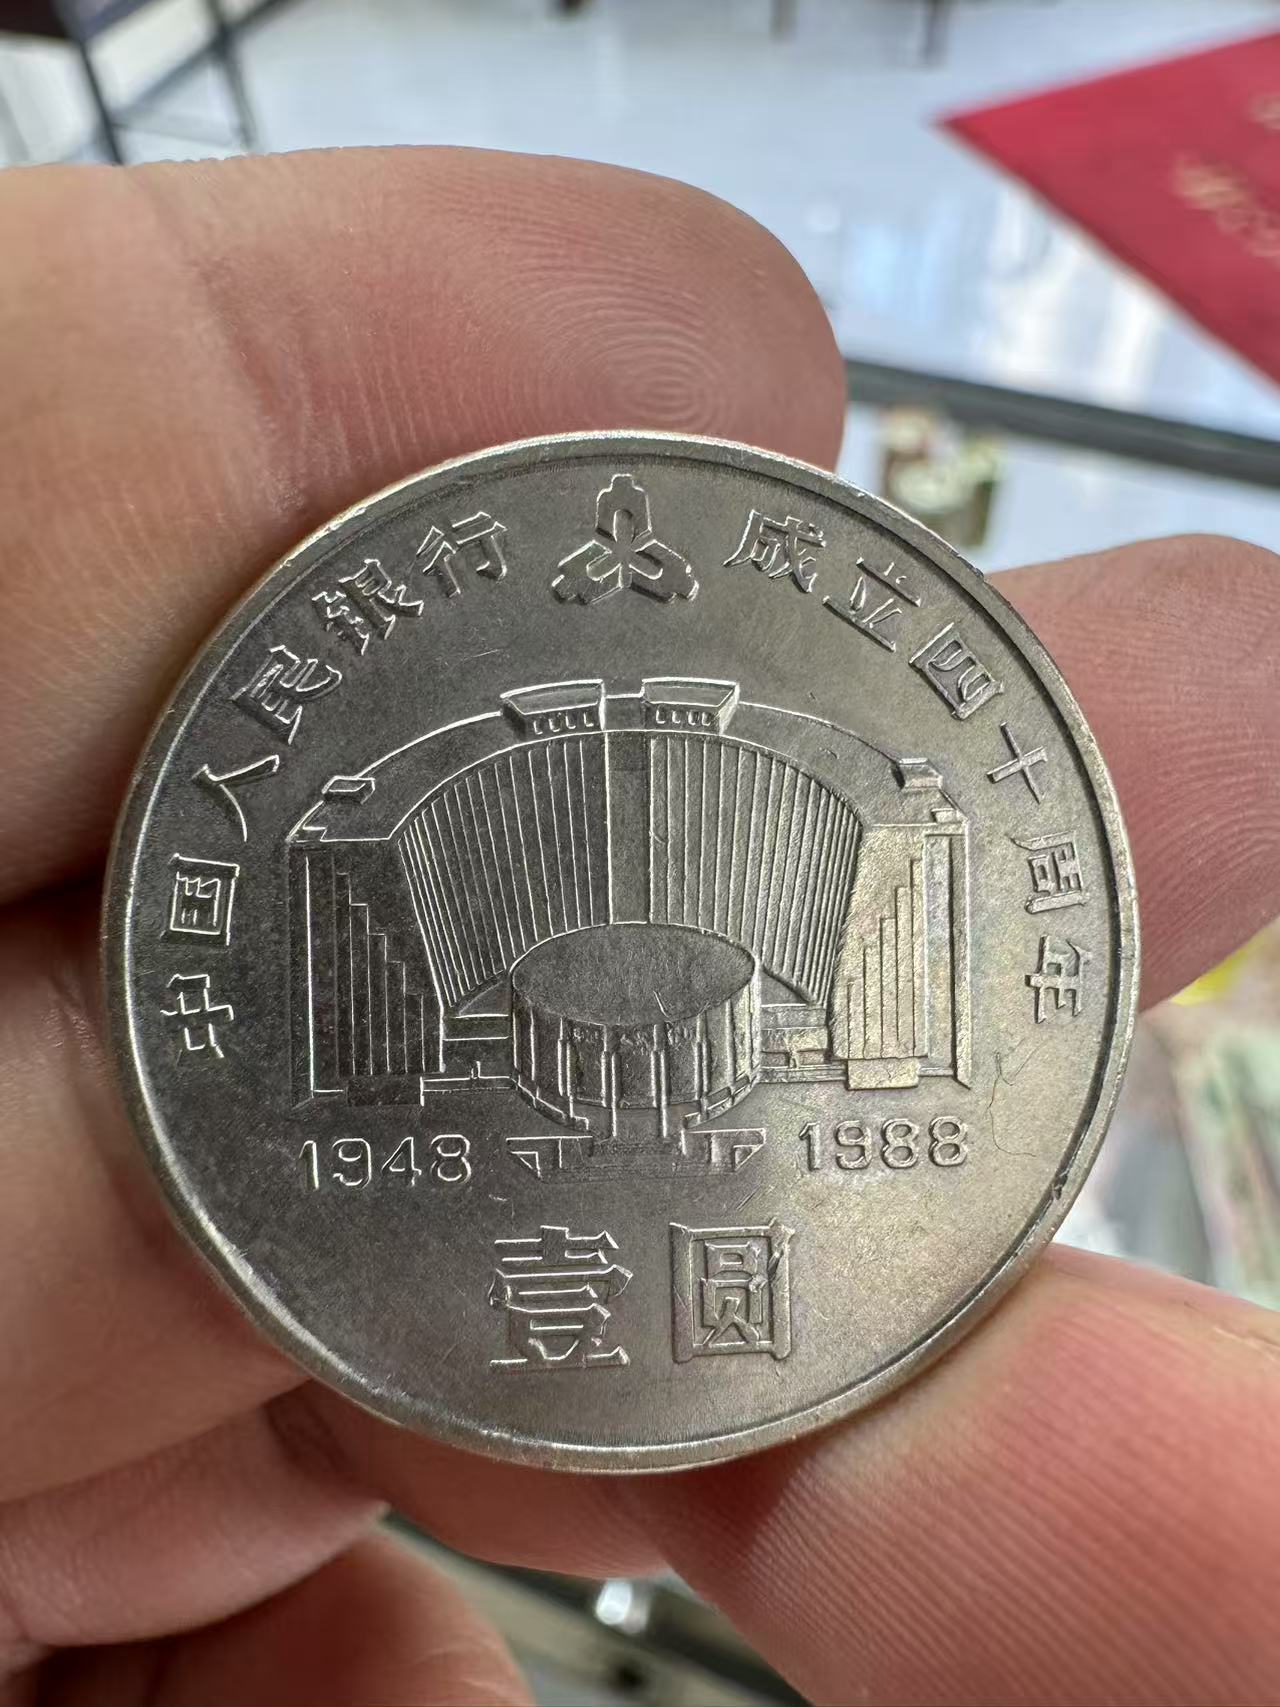 中国人民银行 成立四十周年
1948 1988
壹圆